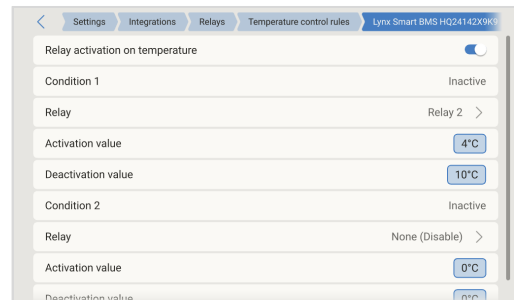 Settings Integrations Relays Temperature control rules Lynx Smart BMS HQ24142X9K9
Relay activation on temperature
Condition 1 Inactive
Relay Relay 2
Activation value 4°C
Deactivation value 10°C
Condition 2 Inactive
Relay None (Disable)
Activation value 0°C
Deactivation value 0°C